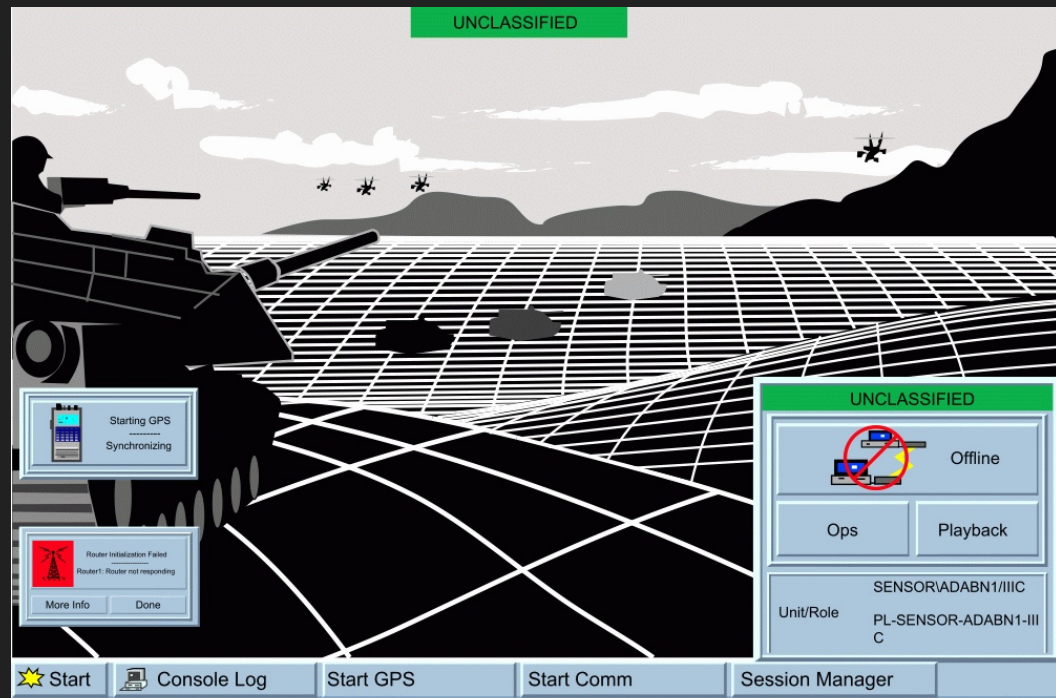 UNCLASSIFIED
Starting GPS
---------
Synchronizing
Router Initialization Failed
------------
Router1: Router not responding
More Info
Done
UNCLASSIFIED
Offline
Ops
Playback
Unit/Role
SENSOR\ADABN1/IIIC
PL-SENSOR-ADABN1-III
C
Start
Console Log
Start GPS
Start Comm
Session Manager